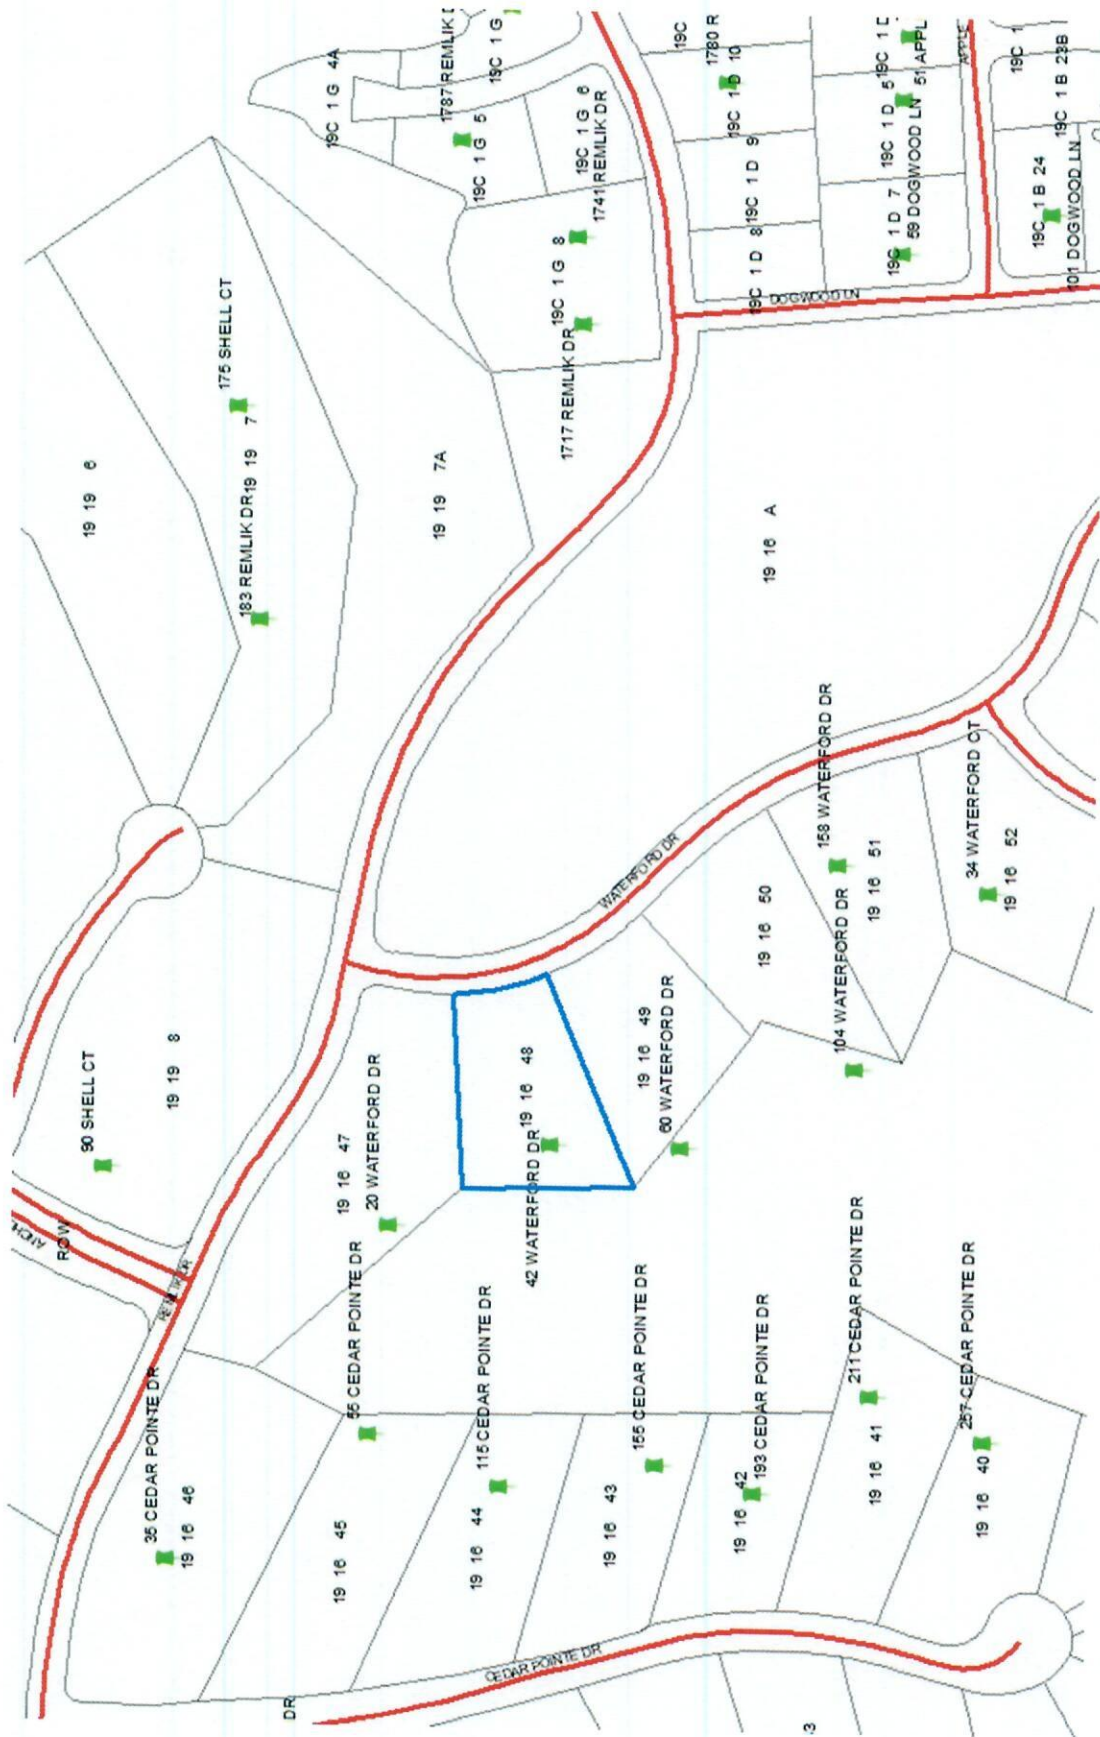 19C 1 G 4A
1787 REMLIK
19C 1 G
19C 1 G 5
19C 1 G 6
1741 REMLIK DR
19C
1780 R
19C 1 D 10
19C 1 D 9
19C 1 D 8
19C 1 D
51 APPL
APPLE
19C 1 D 5
59 DOGWOOD LN
19C 1 D 7
19C 1
19C 1 B 23B
19C 1 B 24
101 DOGWOOD LN
DOGWOOD LN
19C 1 G 8
1717 REMLIK DR
175 SHELL CT
19 19 7
183 REMLIK DR
19 19 6
19 19 7A
19 16 A
158 WATERFORD DR
34 WATERFORD CT
19 16 52
19 16 51
104 WATERFORD DR
19 16 50
WATERFORD DR
19 16 49
60 WATERFORD DR
19 16 48
42 WATERFORD DR
19 16 47
20 WATERFORD DR
19 19 8
90 SHELL CT
ROW
REMLIK DR
35 CEDAR POINTE DR
19 16 46
55 CEDAR POINTE DR
19 16 45
115 CEDAR POINTE DR
19 16 44
155 CEDAR POINTE DR
19 16 43
193 CEDAR POINTE DR
19 16 42
211 CEDAR POINTE DR
19 16 41
257 CEDAR POINTE DR
19 16 40
CEDAR POINTE DR
DR